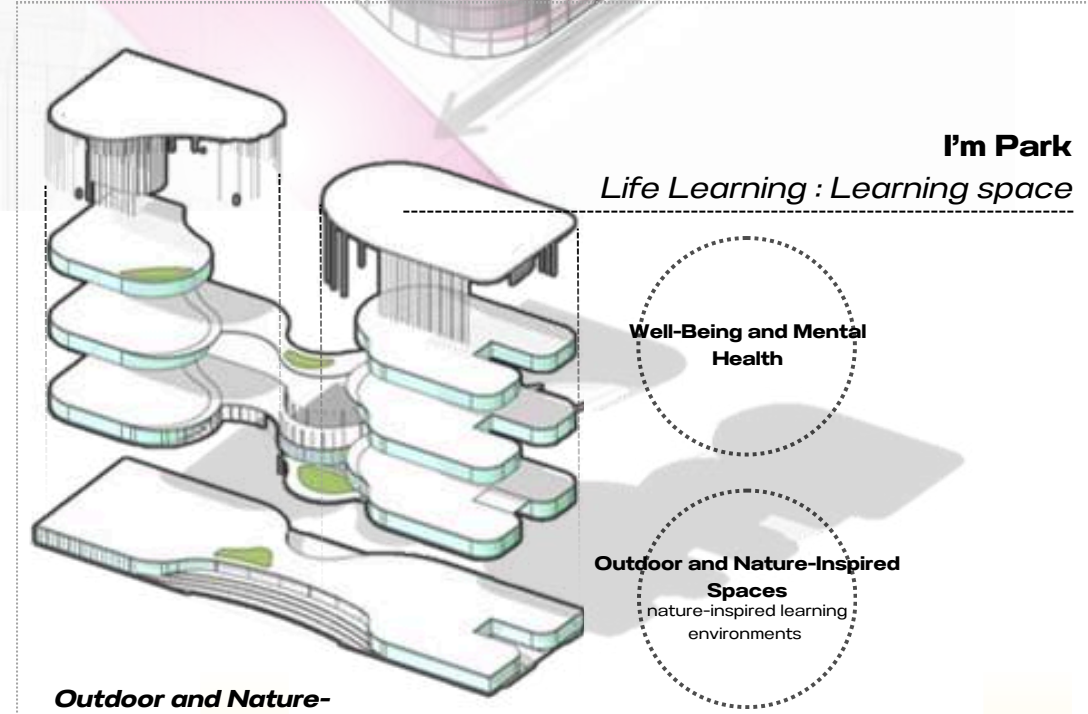 I'm Park
Life Learning : Learning space
Well-Being and Mental
Health
Outdoor and Nature-Inspired
Spaces
nature-inspired learning
environments
Outdoor and Nature-